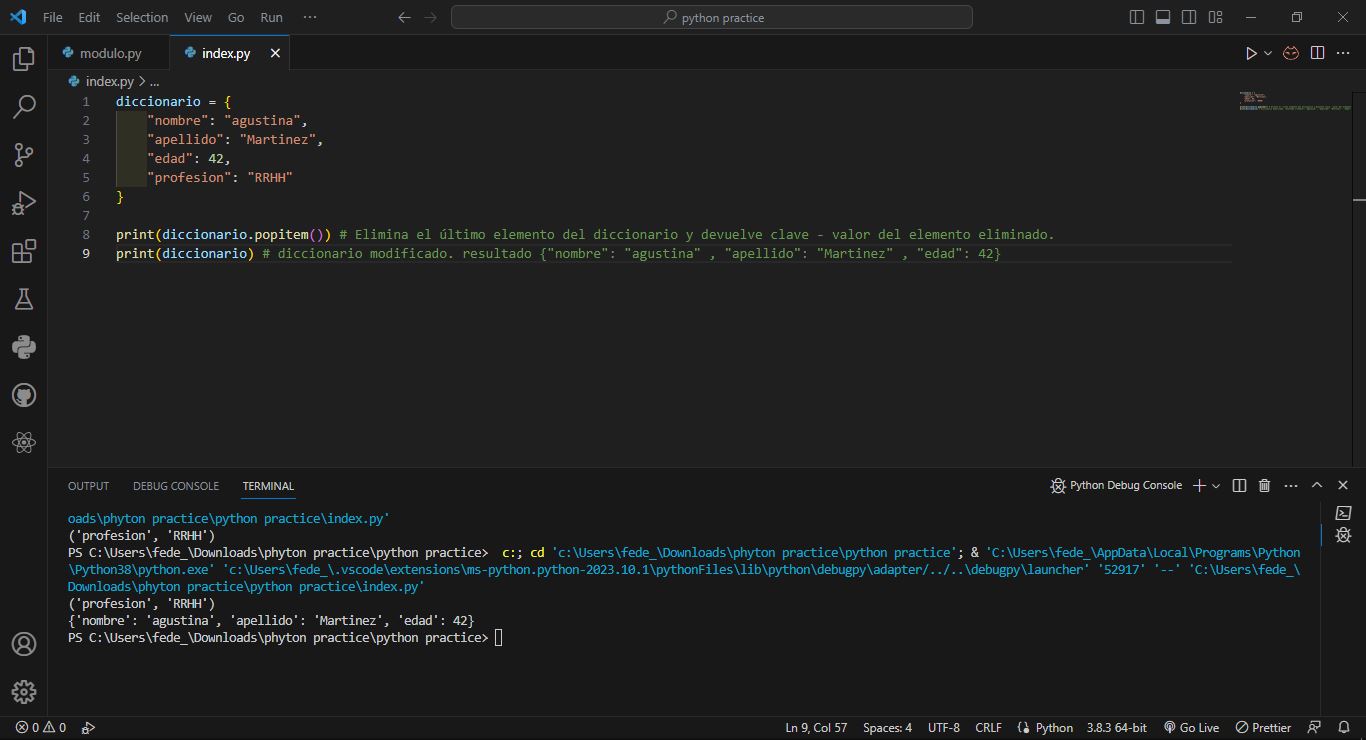 File Edit Selection View Go Run ··· python practice
modulo.py index.py
index.py > ...
1 diccionario = {
2 "nombre": "agustina",
3 "apellido": "Martinez",
4 "edad": 42,
5 "profesion": "RRHH"
6 }
7
8 print(diccionario.popitem()) # Elimina el último elemento del diccionario y devuelve clave - valor del elemento eliminado.
9 print(diccionario) # diccionario modificado. resultado {"nombre": "agustina" , "apellido": "Martinez" , "edad": 42}
OUTPUT DEBUG CONSOLE TERMINAL Python Debug Console
oads\phyton practice\python practice\index.py'
('profesion', 'RRHH')
PS C:\Users\fede_\Downloads\phyton practice\python practice> c:; cd 'c:\Users\fede_\Downloads\phyton practice\python practice'; & 'C:\Users\fede_\AppData\Local\Programs\Python
\Python38\python.exe' 'c:\Users\fede_\.vscode\extensions\ms-python.python-2023.10.1\pythonFiles\lib\python\debugpy\adapter/../..\debugpy\launcher' '52917' '--' 'C:\Users\fede_\
Downloads\phyton practice\python practice\index.py'
('profesion', 'RRHH')
{'nombre': 'agustina', 'apellido': 'Martinez', 'edad': 42}
PS C:\Users\fede_\Downloads\phyton practice\python practice>
0 0 Ln 9, Col 57 Spaces: 4 UTF-8 CRLF Python 3.8.3 64-bit Go Live Prettier